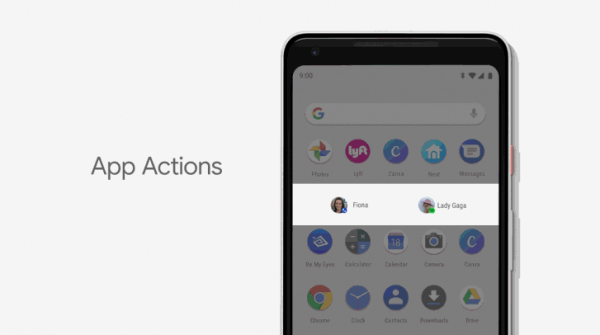 App Actions
9:00
G
Photos
lyft
Lyft
C
Canva
Nest
Messages
Fiona
Lady Gaga
Be My Eyes
Calculator
18
Calendar
Camera
C
Canva
Chrome
Clock
Contacts
Downloads
Drive